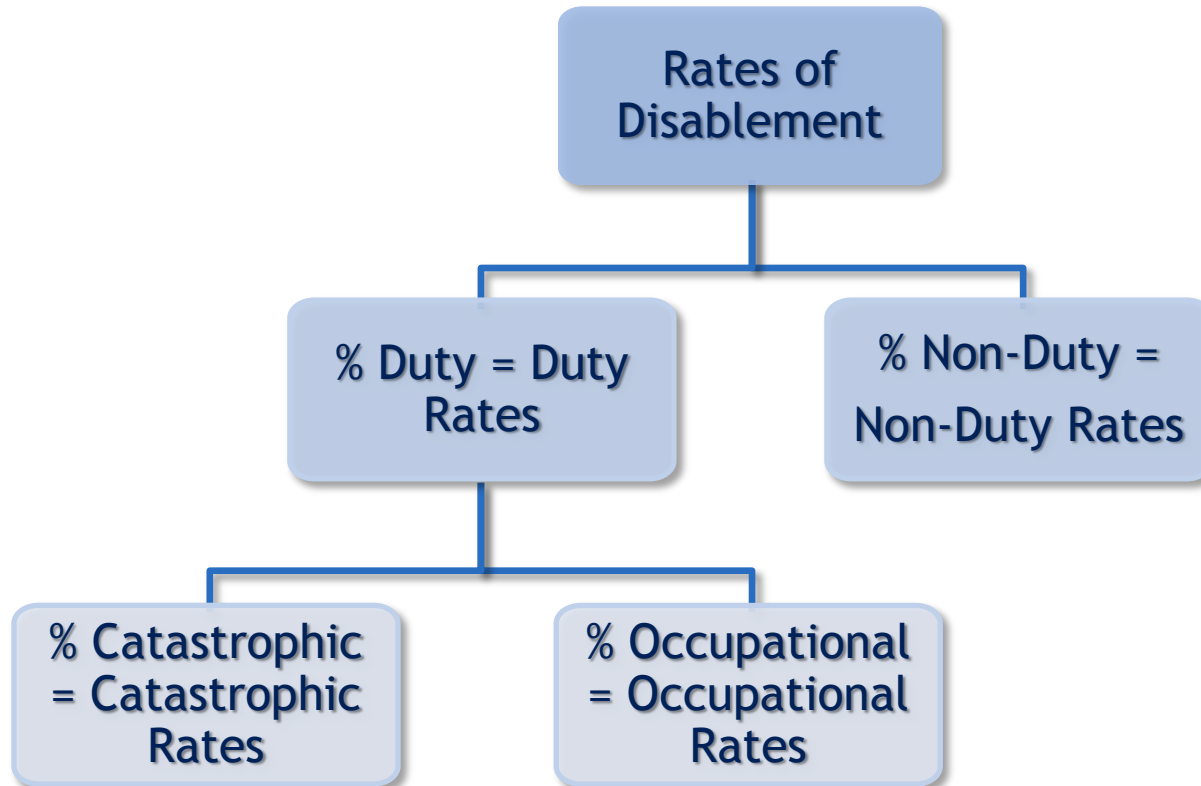 Rates of
Disablement
% Duty = Duty
Rates
% Non-Duty =
Non-Duty Rates
% Catastrophic
= Catastrophic
Rates
% Occupational
= Occupational
Rates